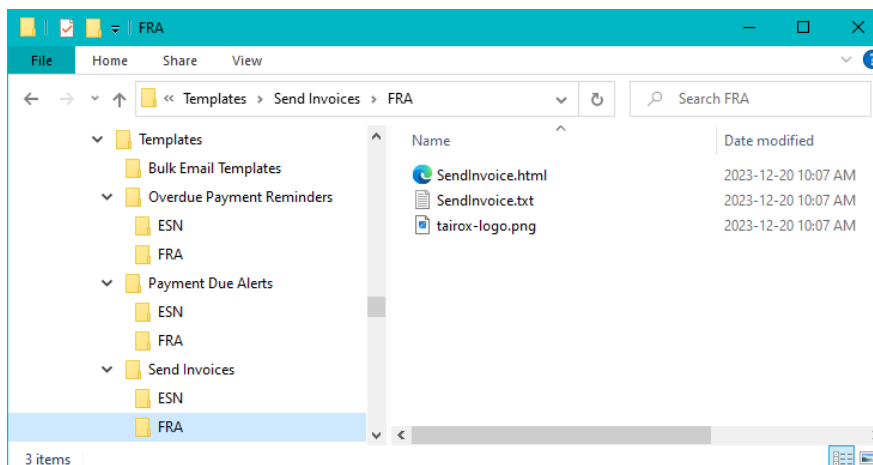 FRA
File Home Share View
« Templates > Send Invoices > FRA Search FRA
Templates
Bulk Email Templates
Overdue Payment Reminders
ESN
FRA
Payment Due Alerts
ESN
FRA
Send Invoices
ESN
FRA
Name Date modified
SendInvoice.html 2023-12-20 10:07 AM
SendInvoice.txt 2023-12-20 10:07 AM
tairox-logo.png 2023-12-20 10:07 AM
3 items